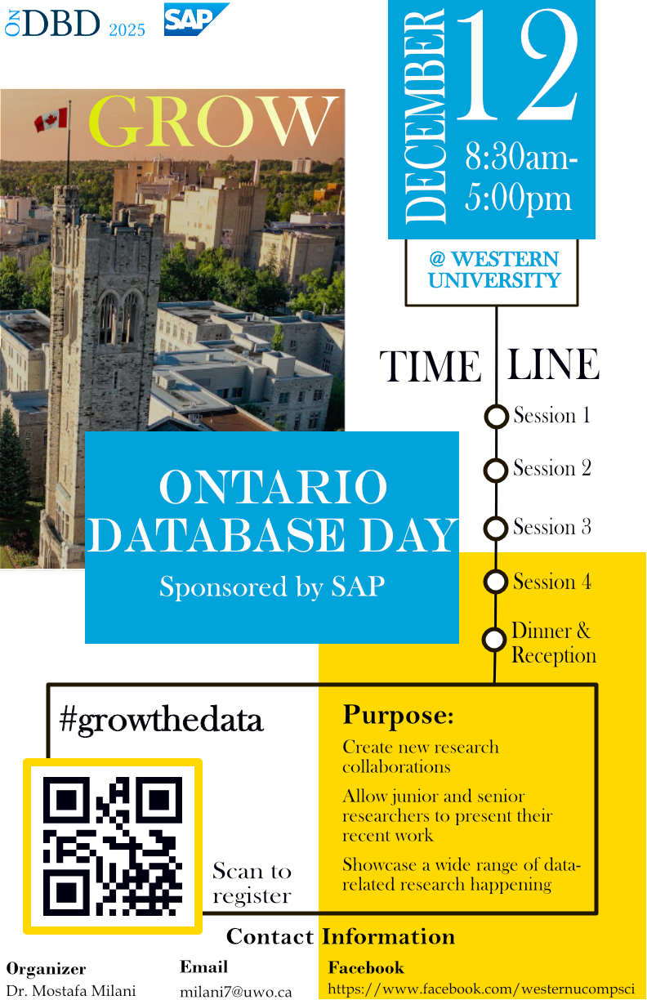 ONDBD 2025
SAP
DECEMBER
12
8:30am-
5:00pm
@ WESTERN
UNIVERSITY
GROW
TIME LINE
Session 1
Session 2
Session 3
Session 4
Dinner &
Reception
ONTARIO
DATABASE DAY
Sponsored by SAP
#growthedata
Scan to
register
Purpose:
Create new research
collaborations
Allow junior and senior
researchers to present their
recent work
Showcase a wide range of data-
related research happening
Contact Information
Organizer
Dr. Mostafa Milani
Email
milani7@uwo.ca
Facebook
https://www.facebook.com/westernucompsci